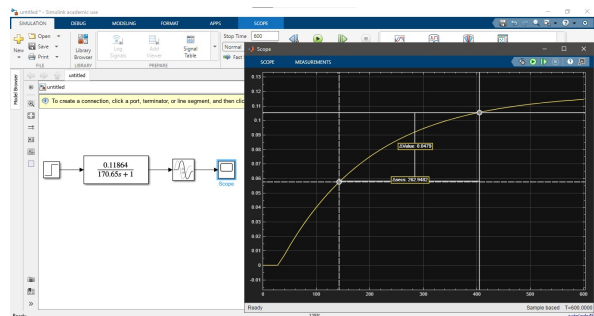 untitled * - Simulink academic use
SIMULATION DEBUG MODELING FORMAT APPS SCOPE
New
Open
Save
Print
FILE
Library
Browser
LIBRARY
Log
Signals
Add
Viewer
Signal
Table
PREPARE
Stop Time 600
Normal
Fast
untitled
Model Browser
untitled
To create a connection, click a port, terminator, or line segment, and then clic
0.11864
170.65s + 1
Scope
Scope
SCOPE MEASUREMENTS
0.13
0.12
0.11
0.1
0.09
0.08
0.07
0.06
0.05
0.04
0.03
0.02
0.01
0
-0.01
0 100 200 300 400 500 600
ΔValue 0.0479
Ready Sample based T=600.0000
Ready